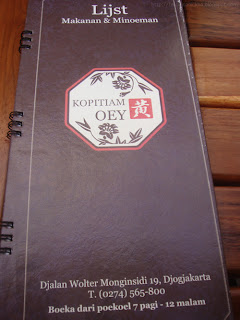 Lijst
Makanan & Minoeman
KOPITIAM
OEY 黃
Djalan Wolter Monginsidi 19, Djogjakarta
T. (0274) 565-800
Boeka dari poekoel 7 pagi - 12 malam